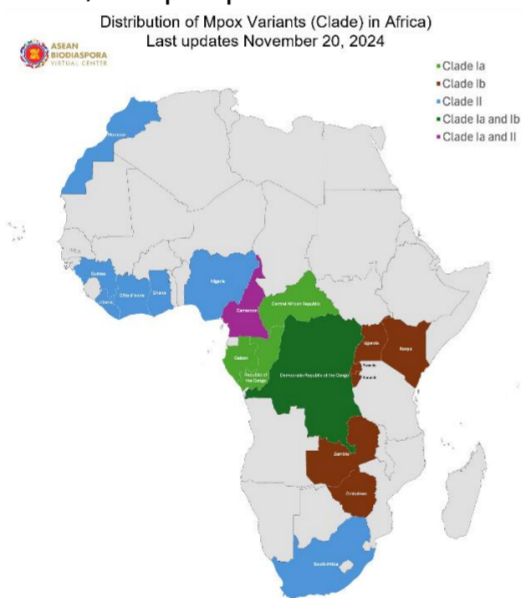 Distribution of Mpox Variants (Clade) in Africa)
Last updates November 20, 2024
ASEAN
BIODIASPORA
VIRTUAL CENTER
Clade Ia
Clade Ib
Clade II
Clade Ia and Ib
Clade Ia and II
Morocco
Guinea
Liberia
Côte d'Ivoire
Ghana
Nigeria
Cameroon
Central African Republic
Gabon
Republic of
the Congo
Democratic Republic of the Congo
Uganda
Kenya
Rwanda
Burundi
Zambia
Zimbabwe
South Africa